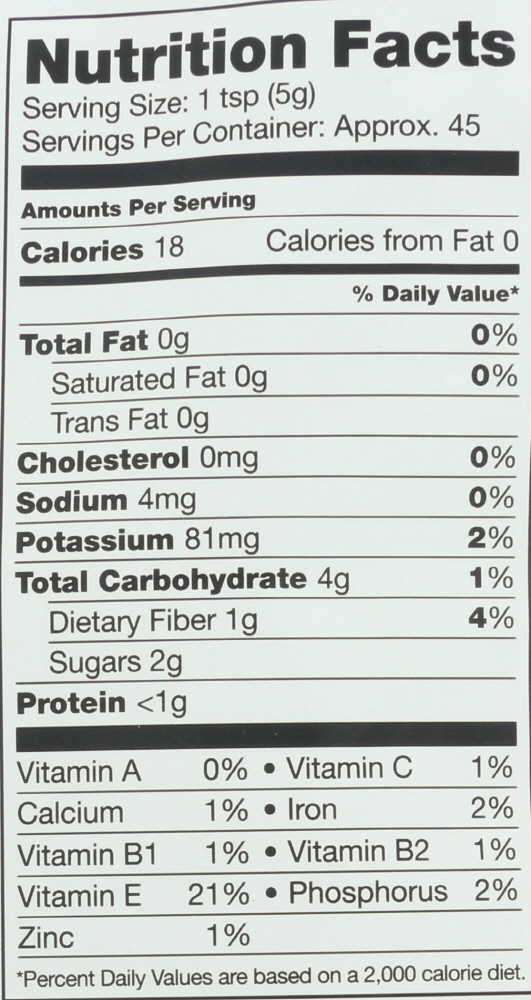 Nutrition Facts
Serving Size: 1 tsp (5g)
Servings Per Container: Approx. 45
Amounts Per Serving
Calories 18 Calories from Fat 0
% Daily Value*
Total Fat 0g 0%
Saturated Fat 0g 0%
Trans Fat 0g
Cholesterol 0mg 0%
Sodium 4mg 0%
Potassium 81mg 2%
Total Carbohydrate 4g 1%
Dietary Fiber 1g 4%
Sugars 2g
Protein <1g
Vitamin A 0% • Vitamin C 1%
Calcium 1% • Iron 2%
Vitamin B1 1% • Vitamin B2 1%
Vitamin E 21% • Phosphorus 2%
Zinc 1%
*Percent Daily Values are based on a 2,000 calorie diet.